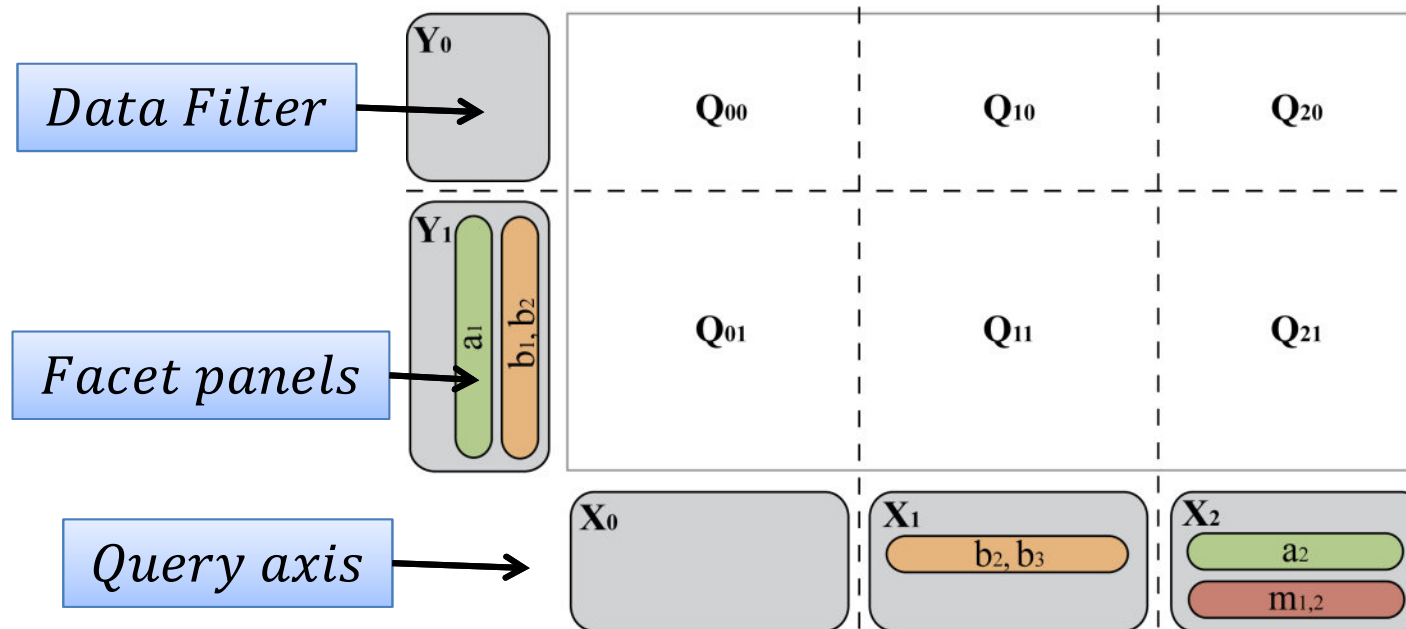 Y₀
Data Filter
Q₀₀ Q₁₀ Q₂₀
Y₁
a₁
b₁, b₂
Facet panels
Q₀₁ Q₁₁ Q₂₁
Query axis
X₀ X₁ X₂
b₂, b₃
a₂
m₁,₂